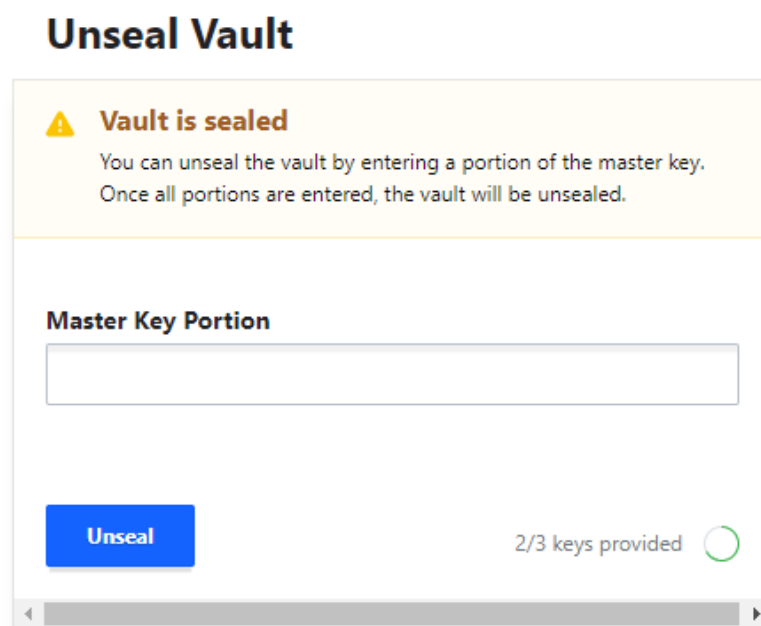 Unseal Vault
Vault is sealed
You can unseal the vault by entering a portion of the master key.
Once all portions are entered, the vault will be unsealed.
Master Key Portion
Unseal
2/3 keys provided